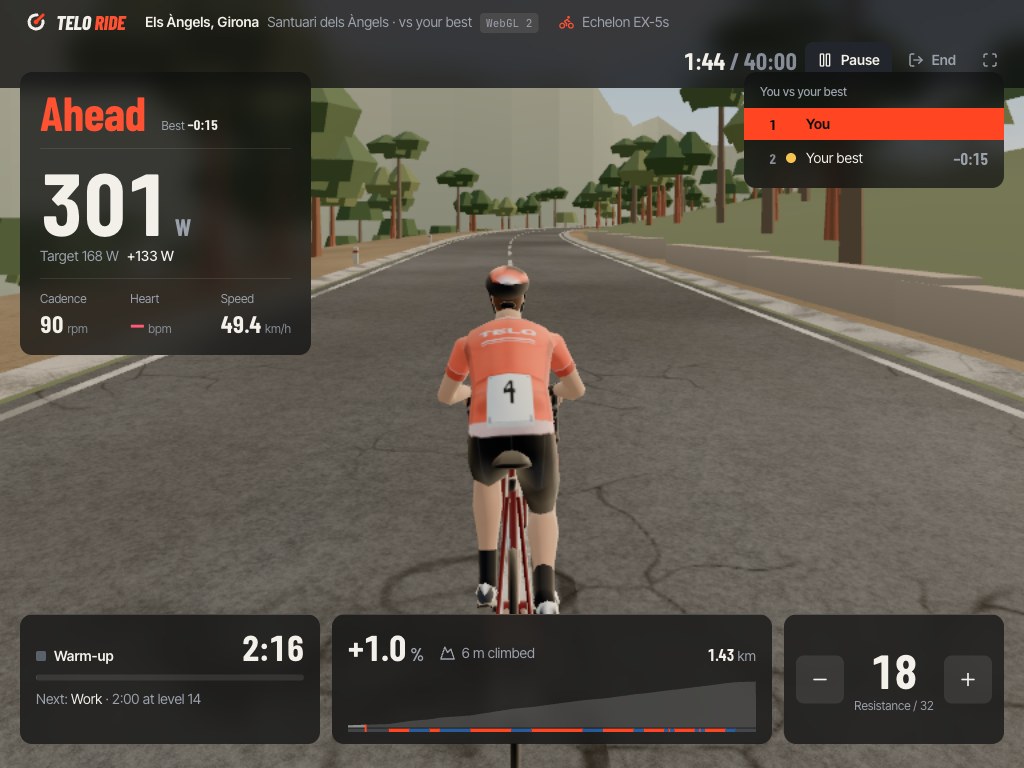 TELO RIDE
Els Àngels, Girona Santuari dels Àngels · vs your best WebGL 2 Echelon EX-5s
1:44 / 40:00 Pause End
Ahead Best −0:15
301 W
Target 168 W +133 W
Cadence Heart Speed
90 rpm — bpm 49.4 km/h
You vs your best
1 You
2 Your best −0:15
TELO
4
Warm-up 2:16
Next: Work · 2:00 at level 14
+1.0 % 6 m climbed 1.43 km
− 18 +
Resistance / 32